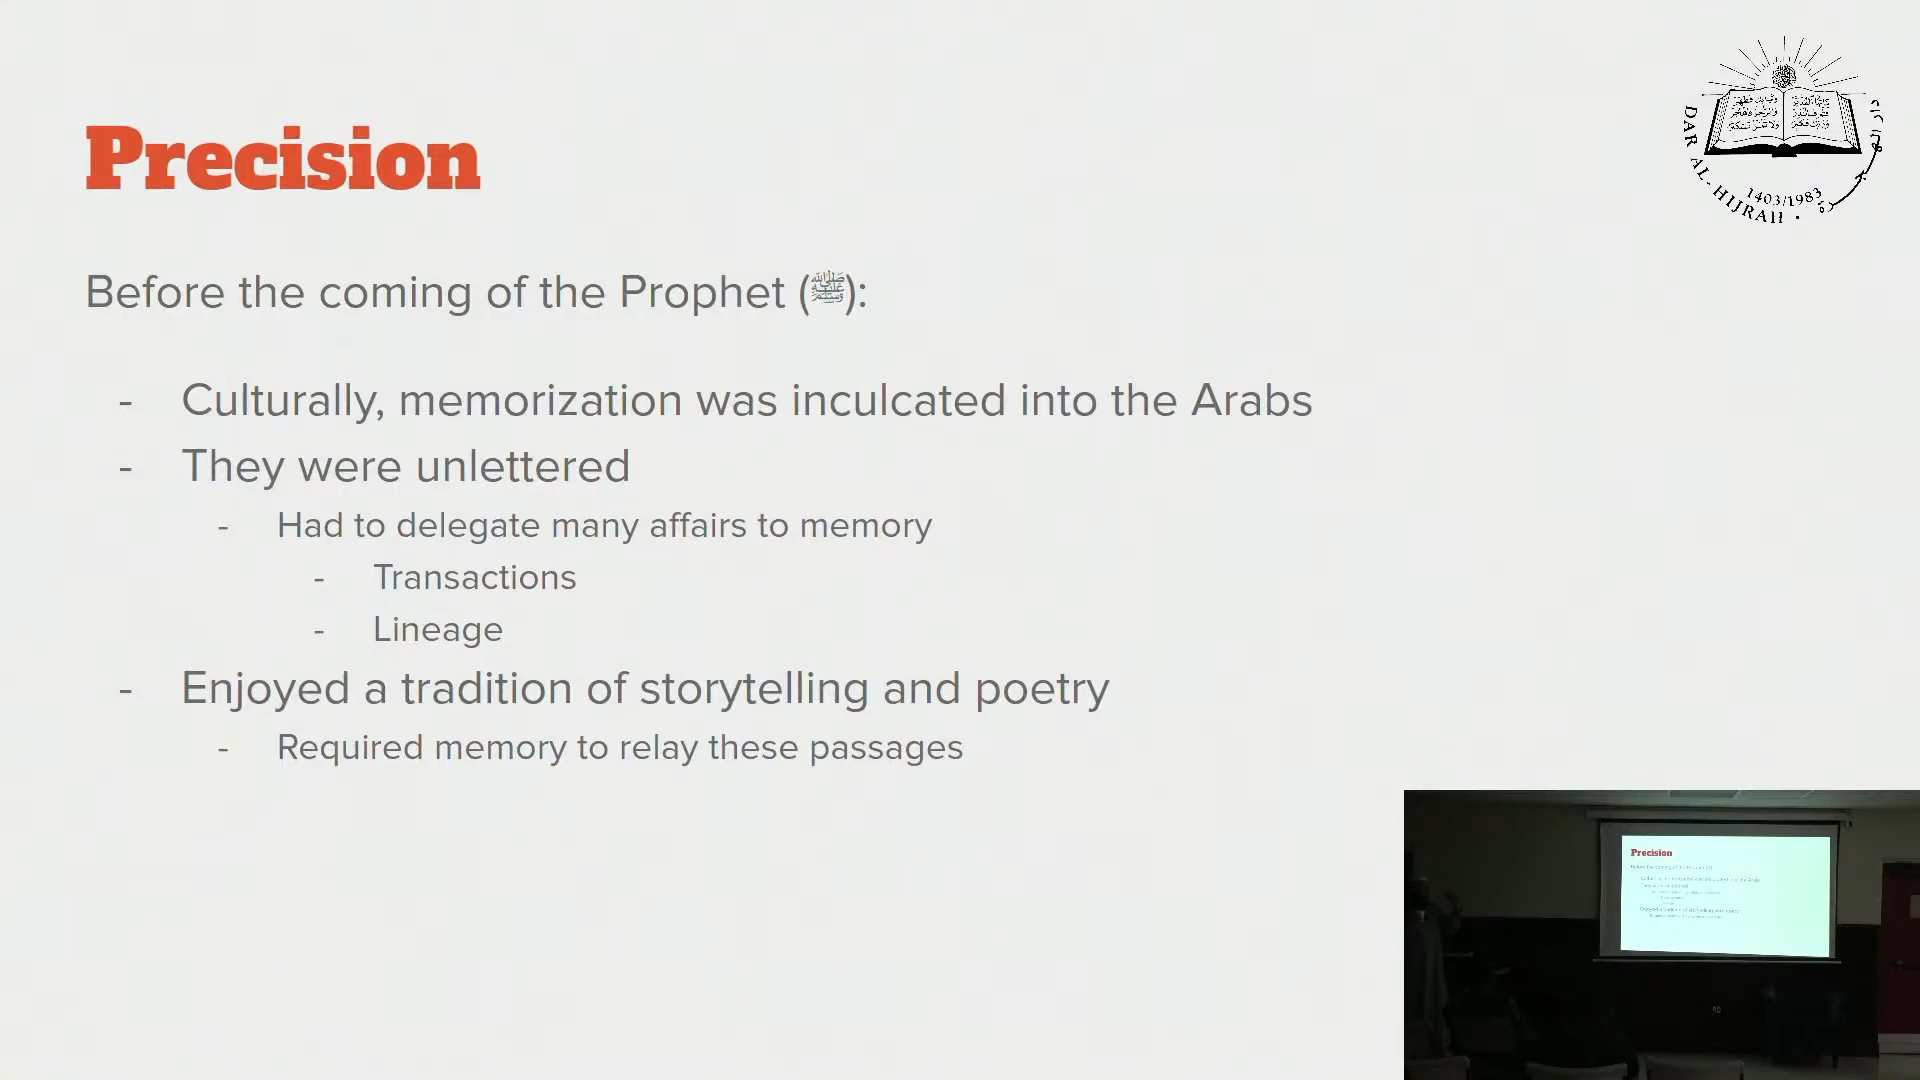 Precision
Before the coming of the Prophet (ﷺ):
- Culturally, memorization was inculcated into the Arabs
- They were unlettered
- Had to delegate many affairs to memory
- Transactions
- Lineage
- Enjoyed a tradition of storytelling and poetry
- Required memory to relay these passages
DAR AL-HIJRAH ·
1403/1983
Precision